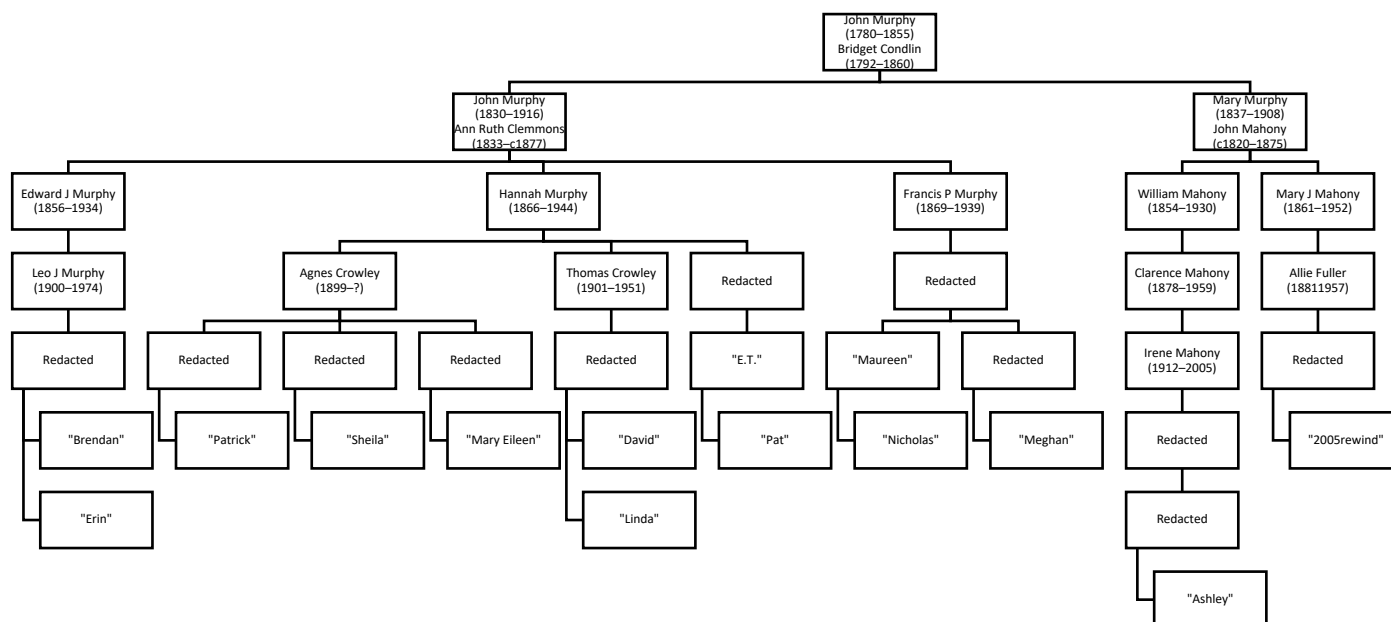 John Murphy
(1780–1855)
Bridget Condlin
(1792–1860)
John Murphy
(1830–1916)
Ann Ruth Clemmons
(1833–c1877)
Mary Murphy
(1837–1908)
John Mahony
(c1820–1875)
Edward J Murphy
(1856–1934)
Hannah Murphy
(1866–1944)
Francis P Murphy
(1869–1939)
William Mahony
(1854–1930)
Mary J Mahony
(1861–1952)
Leo J Murphy
(1900–1974)
Agnes Crowley
(1899–?)
Thomas Crowley
(1901–1951)
Redacted
Redacted
Clarence Mahony
(1878–1959)
Allie Fuller
(18811957)
Redacted
Redacted
Redacted
Redacted
Redacted
"E.T."
"Maureen"
Redacted
Irene Mahony
(1912–2005)
Redacted
"Brendan"
"Patrick"
"Sheila"
"Mary Eileen"
"David"
"Pat"
"Nicholas"
"Meghan"
Redacted
"2005rewind"
"Erin"
"Linda"
Redacted
"Ashley"